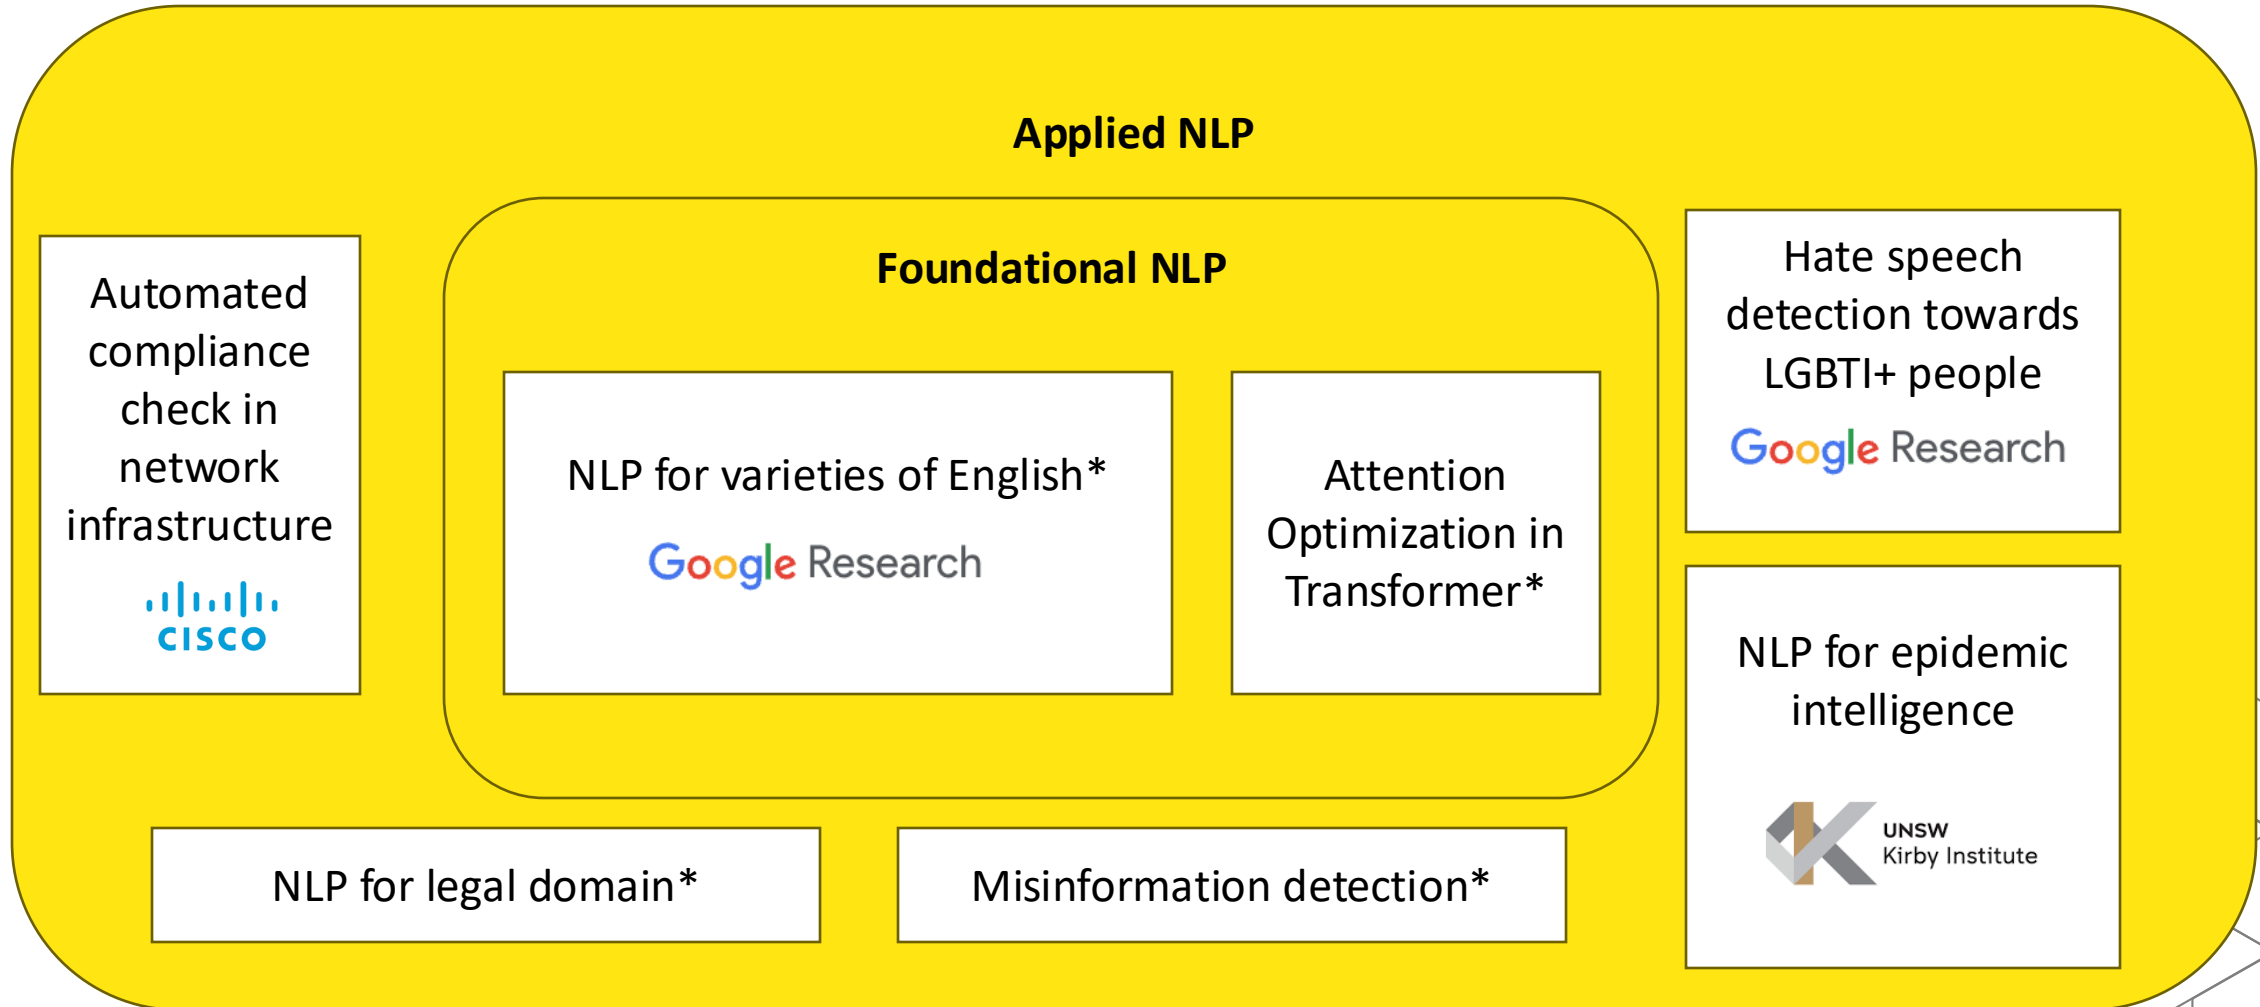 Applied NLP
Automated
compliance
check in
network
infrastructure
CISCO
Foundational NLP
NLP for varieties of English*
Google Research
Attention
Optimization in
Transformer*
Hate speech
detection towards
LGBTI+ people
Google Research
NLP for epidemic
intelligence
UNSW
Kirby Institute
NLP for legal domain*
Misinformation detection*